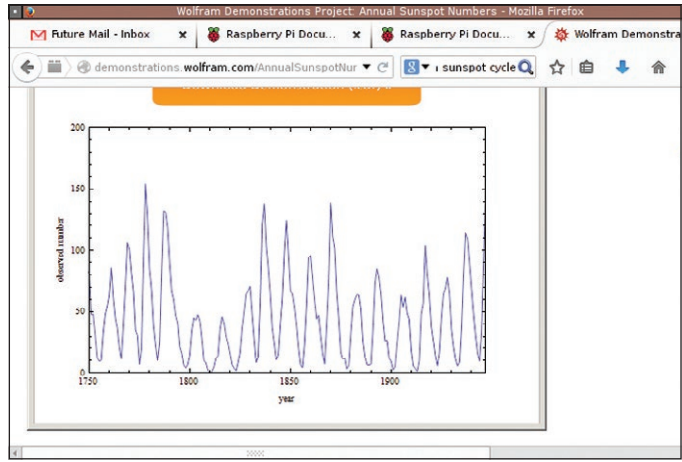 Wolfram Demonstrations Project: Annual Sunspot Numbers - Mozilla Firefox
Future Mail - Inbox × Raspberry Pi Docu... × Raspberry Pi Docu... × Wolfram Demonstra
demonstrations.wolfram.com/AnnualSunspotNur sunspot cycle
200
150
100
50
0
observed number
1750 1800 1850 1900
year